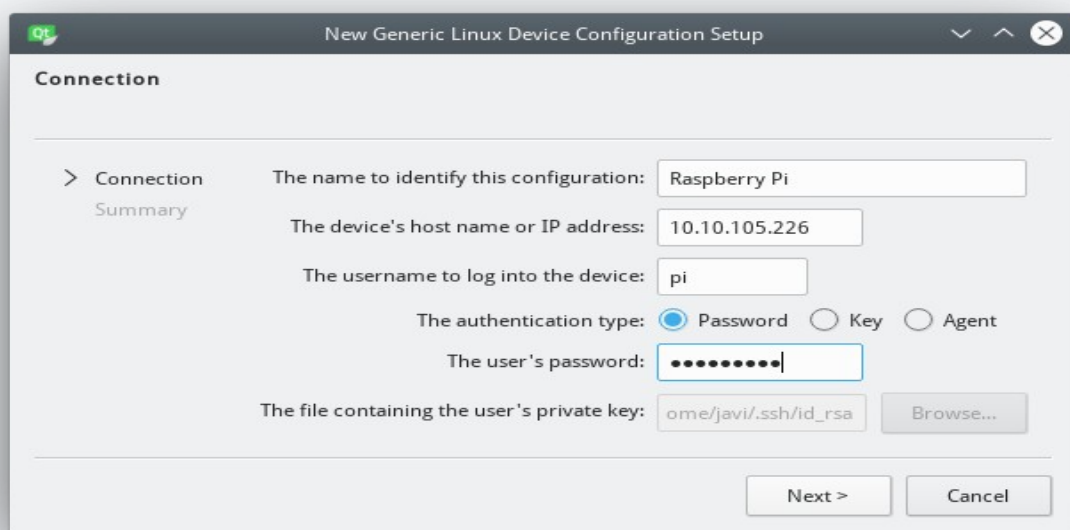 Qt
New Generic Linux Device Configuration Setup
Connection
> Connection
Summary
The name to identify this configuration: Raspberry Pi
The device's host name or IP address: 10.10.105.226
The username to log into the device: pi
The authentication type: Password Key Agent
The user's password: •••••••••
The file containing the user's private key: ome/javi/.ssh/id_rsa Browse...
Next > Cancel